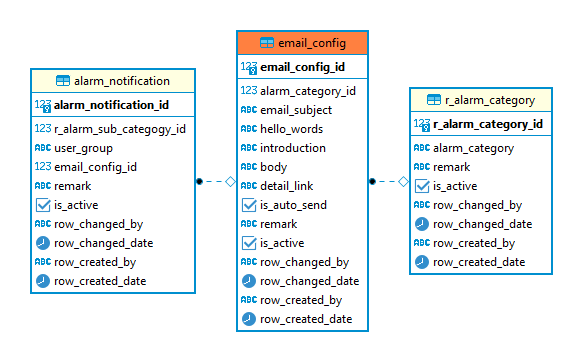 alarm_notification
123 alarm_notification_id
123 r_alarm_sub_categogy_id
ABC user_group
123 email_config_id
ABC remark
is_active
ABC row_changed_by
row_changed_date
ABC row_created_by
row_created_date
email_config
123 email_config_id
123 alarm_category_id
ABC email_subject
ABC hello_words
ABC introduction
ABC body
ABC detail_link
is_auto_send
ABC remark
is_active
ABC row_changed_by
row_changed_date
ABC row_created_by
row_created_date
r_alarm_category
123 r_alarm_category_id
ABC alarm_category
ABC remark
is_active
ABC row_changed_by
row_changed_date
ABC row_created_by
row_created_date